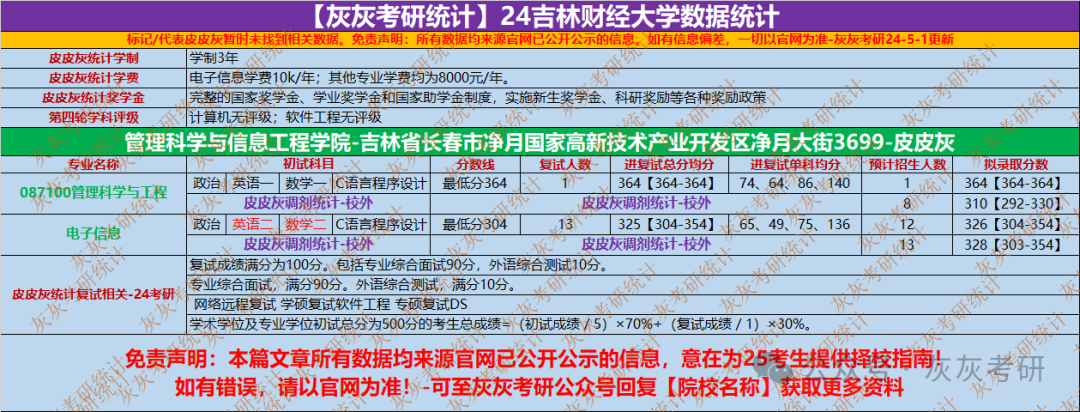 【灰灰考研统计】24吉林财经大学数据统计
标记/代表皮皮灰暂时未找到相关数据。免责声明：所有数据均来源官网已公开公示的信息。如有信息偏差，一切以官网为准-灰灰考研24-5-1更新
皮皮灰统计学制 学制3年
皮皮灰统计学费 电子信息学费10k/年；其他专业学费均为8000元/年。
皮皮灰统计奖学金 完整的国家奖学金、学业奖学金和国家助学金制度，实施新生奖学金、科研奖励等各种奖励政策
第四轮学科评级 计算机无评级；软件工程无评级
管理科学与信息工程学院-吉林省长春市净月国家高新技术产业开发区净月大街3699-皮皮灰
专业名称 初试科目 分数线 复试人数 进复试总分均分 进复试单科均分 预计招生人数 拟录取分数
087100管理科学与工程 政治 英语一 数学一 C语言程序设计 最低分364 1 364【364-364】 74、64、86、140 1 364【364-364】
皮皮灰调剂统计-校外 皮皮灰调剂统计-校外 8 310【292-330】
电子信息 政治 英语二 数学二 C语言程序设计 最低分304 13 325【304-354】 65、49、75、136 12 326【304-354】
皮皮灰调剂统计-校外 皮皮灰调剂统计-校外 13 328【303-354】
皮皮灰统计复试相关-24考研
复试成绩满分为100分。包括专业综合面试90分，外语综合测试10分。
专业综合面试，满分90分。外语综合测试，满分10分。
网络远程复试 学硕复试软件工程 专硕复试DS
学术学位及专业学位初试总分为500分的考生总成绩=（初试成绩 / 5）×70%+（复试成绩 / 1）×30%。
免责声明：本篇文章所有数据均来源官网已公开公示的信息，意在为25考生提供择校指南！
如有错误，请以官网为准！-可至灰灰考研公众号回复【院校名称】获取更多资料
公众号 · 灰灰考研
灰灰考研统计